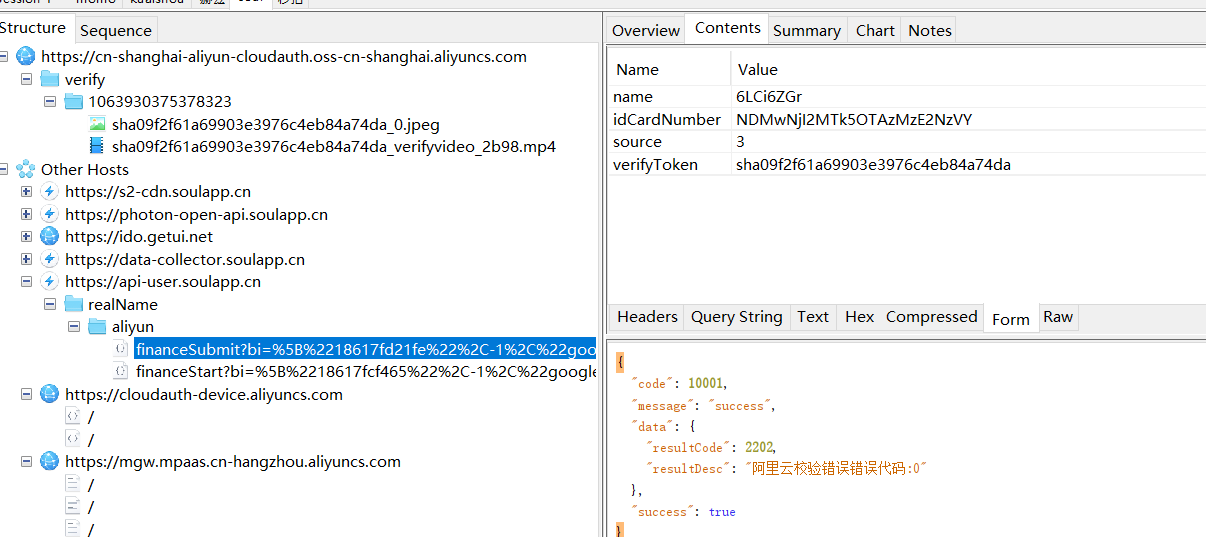 momo
kuaishou
Structure
Sequence
https://cn-shanghai-aliyun-cloudauth.oss-cn-shanghai.aliyuncs.com
verify
1063930375378323
sha09f2f61a69903e3976c4eb84a74da_0.jpeg
sha09f2f61a69903e3976c4eb84a74da_verifyvideo_2b98.mp4
Other Hosts
https://s2-cdn.soulapp.cn
https://photon-open-api.soulapp.cn
https://ido.getui.net
https://data-collector.soulapp.cn
https://api-user.soulapp.cn
realName
aliyun
financeSubmit?bi=%5B%2218617fd21fe%22%2C-1%2C%22goo
financeStart?bi=%5B%2218617fcf465%22%2C-1%2C%22google
https://cloudauth-device.aliyuncs.com
/
/
https://mgw.mpaas.cn-hangzhou.aliyuncs.com
/
/
/
Overview Contents Summary Chart Notes
Name Value
name 6LCi6ZGr
idCardNumber NDMwNjI2MTk5OTAzMzE2NzVY
source 3
verifyToken sha09f2f61a69903e3976c4eb84a74da
Headers Query String Text Hex Compressed Form Raw
{
"code": 10001,
"message": "success",
"data": {
"resultCode": 2202,
"resultDesc": "阿里云校验错误错误代码:0"
},
"success": true
}